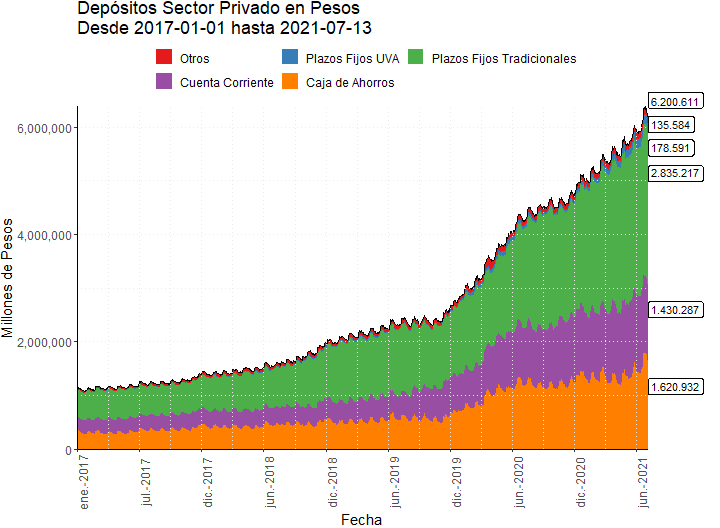 Depósitos Sector Privado en Pesos
Desde 2017-01-01 hasta 2021-07-13
Otros
Plazos Fijos UVA
Plazos Fijos Tradicionales
Cuenta Corriente
Caja de Ahorros
Millones de Pesos
6,000,000
4,000,000
2,000,000
0
6.200.611
135.584
178.591
2.835.217
1.430.287
1.620.932
ene.-2017
jul.-2017
dic.-2017
jun.-2018
dic.-2018
jun.-2019
dic.-2019
jun.-2020
dic.-2020
jun.-2021
Fecha